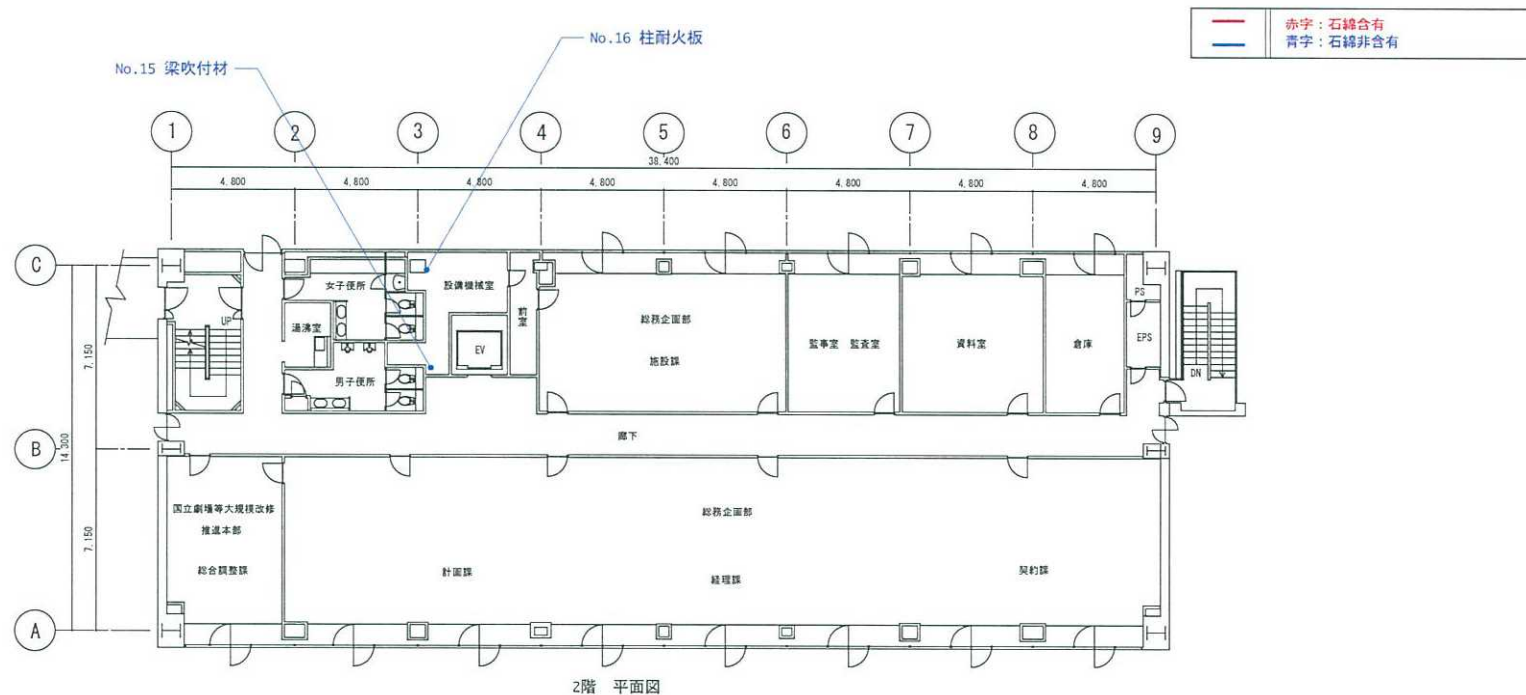 赤字：石綿含有
青字：石綿非含有
No.16 柱耐火板
No.15 梁吹付材
1
2
3
4
5
6
7
8
9
38,400
4,800
4,800
4,800
4,800
4,800
4,800
4,800
4,800
C
B
A
7,150
14,300
7,150
UP
女子便所
湯沸室
男子便所
設備機械室
EV
前室
総務企画部
施設課
監事室 監査室
資料室
倉庫
PS
EPS
DN
廊下
国立劇場等大規模改修
推進本部
総合調整課
総務企画部
計画課
経理課
契約課
2階 平面図